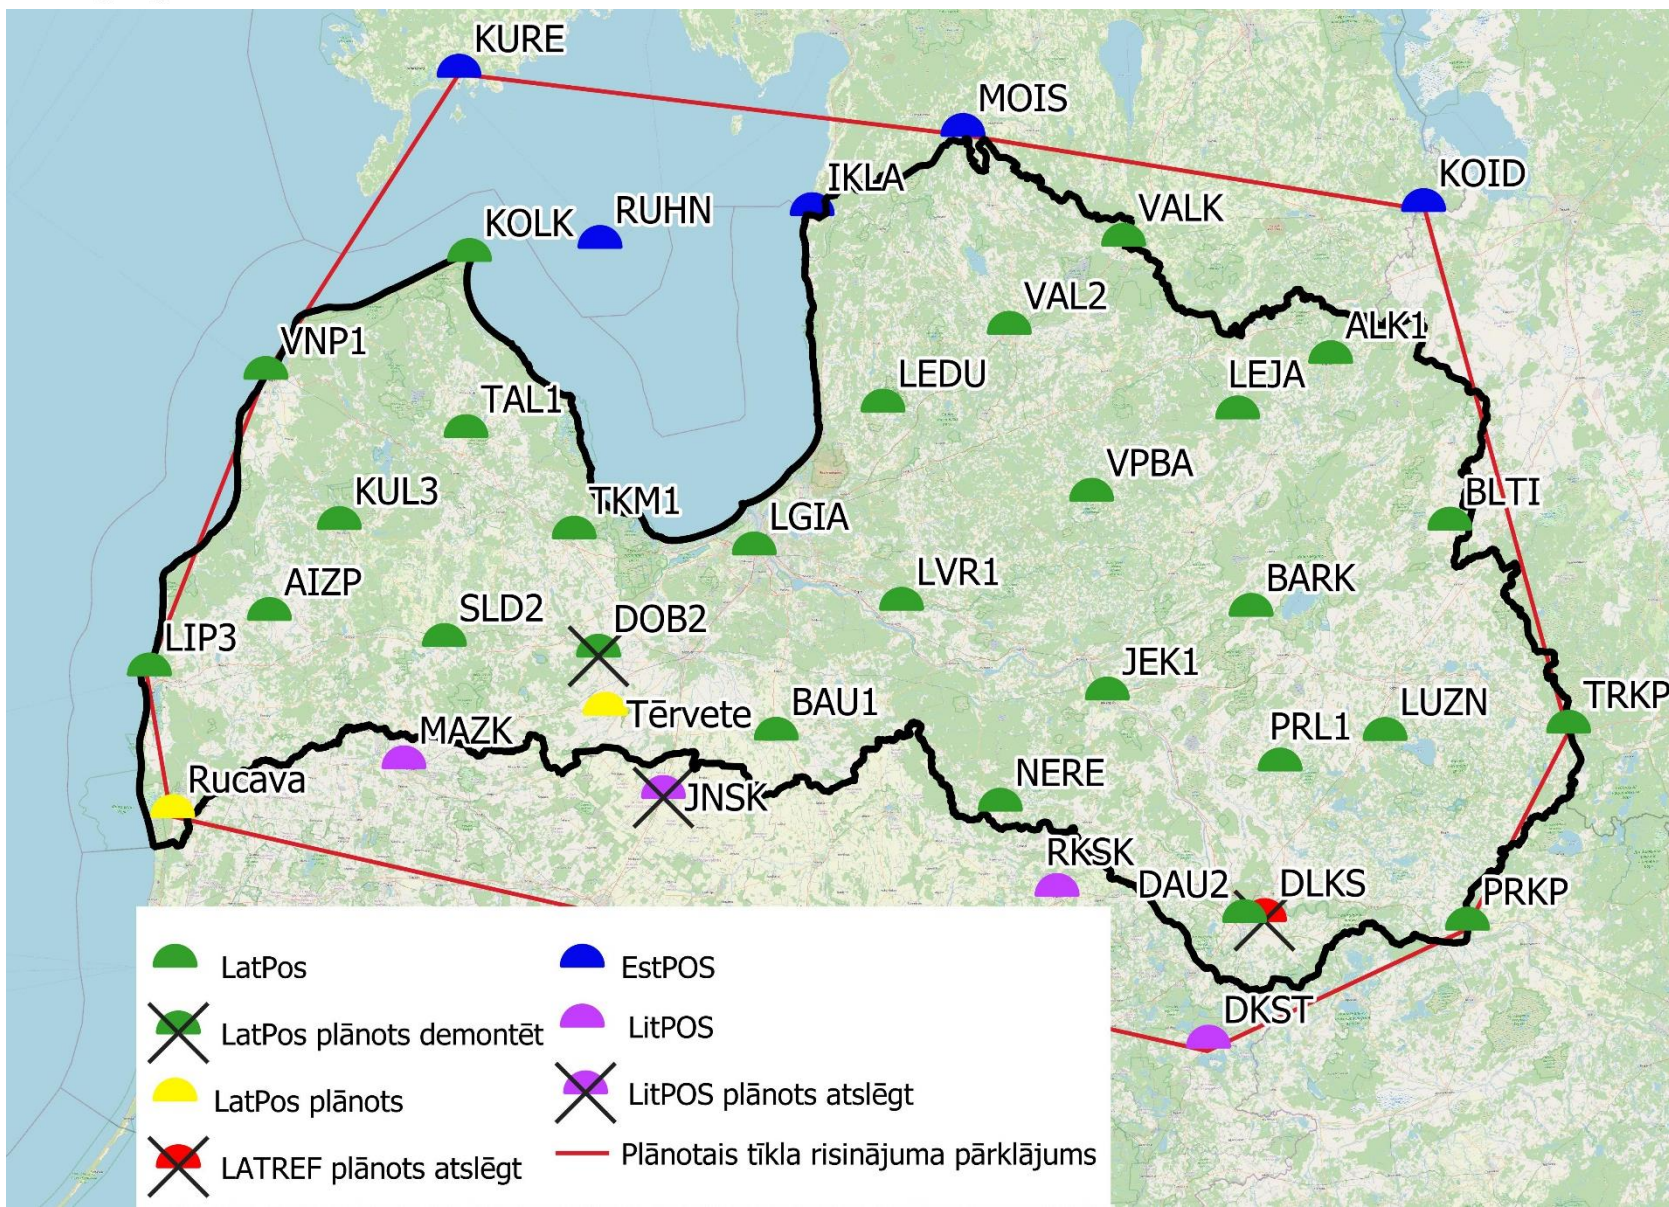 KURE
MOIS
IKLA
KOID
RUHN
VALK
KOLK
VAL2
ALK1
VNP1
LEDU
LEJA
TAL1
VPBA
KUL3
BLTI
TKM1
LGIA
LVR1
BARK
AIZP
SLD2
DOB2
LIP3
JEK1
Tērvete
BAU1
LUZN
TRKP
MAZK
PRL1
Rucava
JNSK
NERE
RKSK
DAU2
DLKS
PRKP
DKST
LatPos
LatPos plānots demontēt
LatPos plānots
LATREF plānots atslēgt
EstPOS
LitPOS
LitPOS plānots atslēgt
Plānotais tīkla risinājuma pārklājums